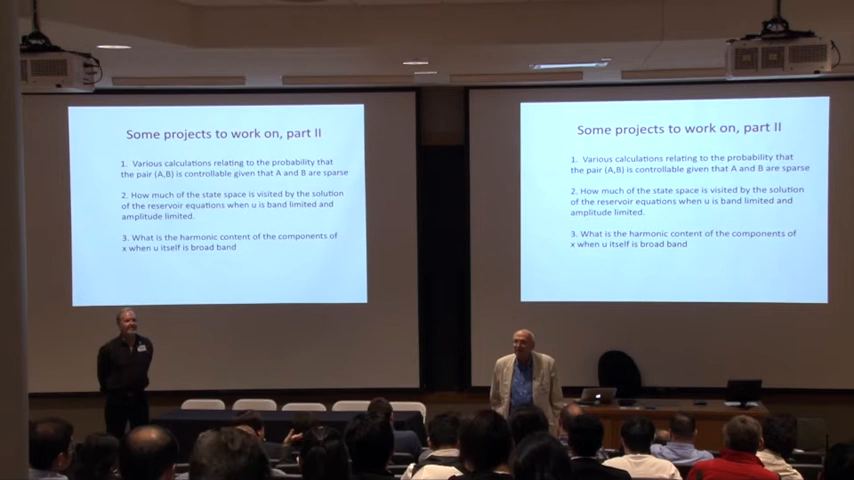 Some projects to work on, part II
1. Various calculations relating to the probability that
the pair (A,B) is controllable given that A and B are sparse
2. How much of the state space is visited by the solution
of the reservoir equations when u is band limited and
amplitude limited.
3. What is the harmonic content of the components of
x when u itself is broad band
Some projects to work on, part II
1. Various calculations relating to the probability that
the pair (A,B) is controllable given that A and B are sparse
2. How much of the state space is visited by the solution
of the reservoir equations when u is band limited and
amplitude limited.
3. What is the harmonic content of the components of
x when u itself is broad band